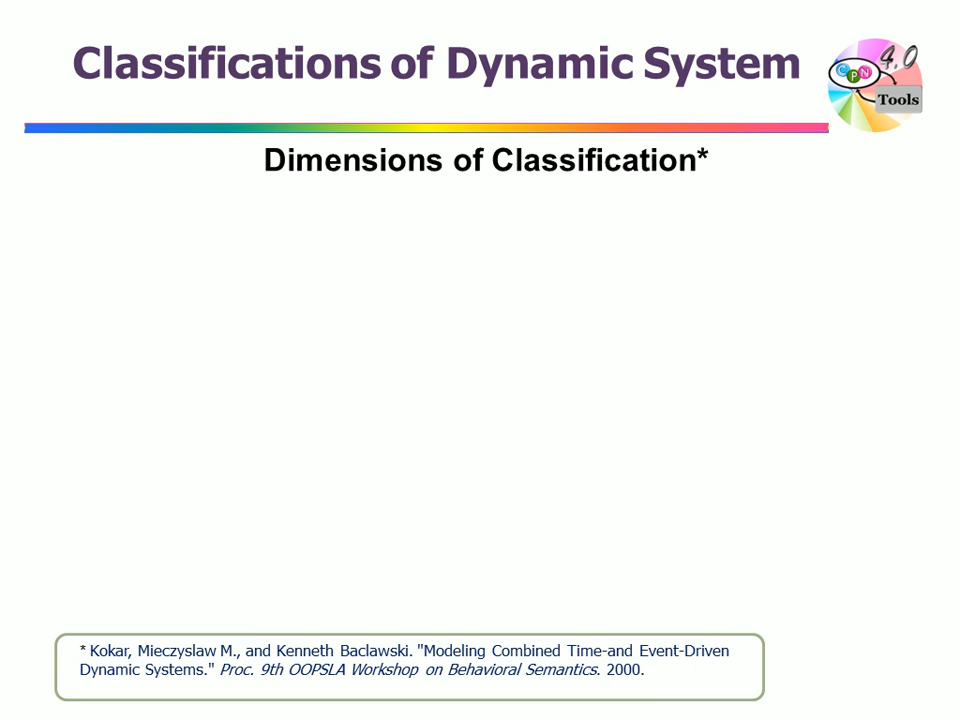 Classifications of Dynamic System
4.0
CPN
Tools
Dimensions of Classification*
* Kokar, Mieczyslaw M., and Kenneth Baclawski. "Modeling Combined Time-and Event-Driven
Dynamic Systems." Proc. 9th OOPSLA Workshop on Behavioral Semantics. 2000.